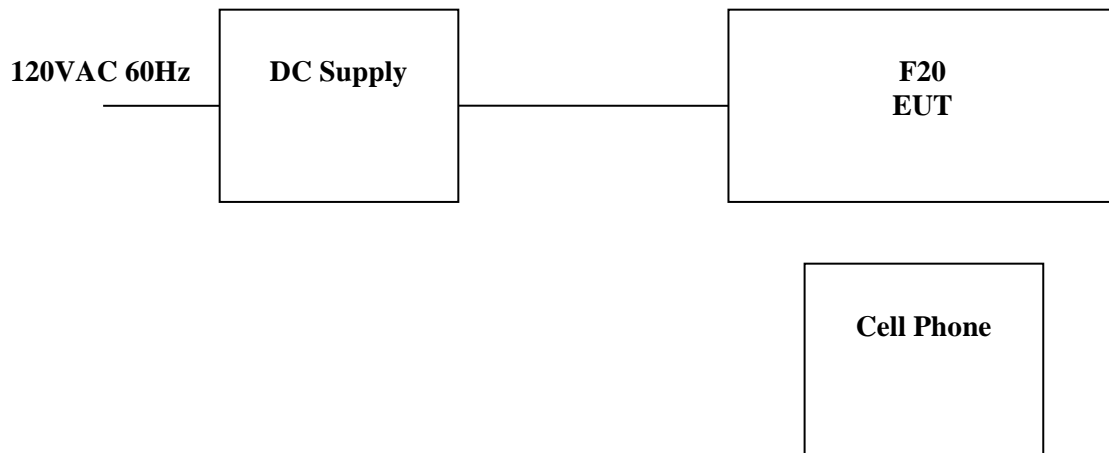 120VAC 60Hz
DC Supply
F20
EUT
Cell Phone